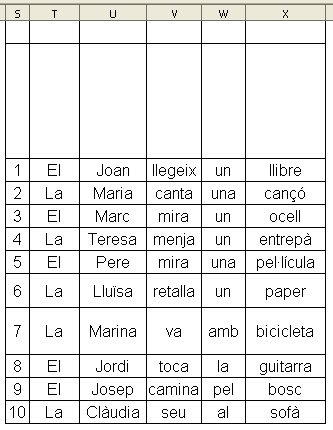 S T U V W X
1 El Joan llegeix un llibre
2 La Maria canta una cançó
3 El Marc mira un ocell
4 La Teresa menja un entrepà
5 El Pere mira una pel·lícula
6 La Lluïsa retalla un paper
7 La Marina va amb bicicleta
8 El Jordi toca la guitarra
9 El Josep camina pel bosc
10 La Clàudia seu al sofà